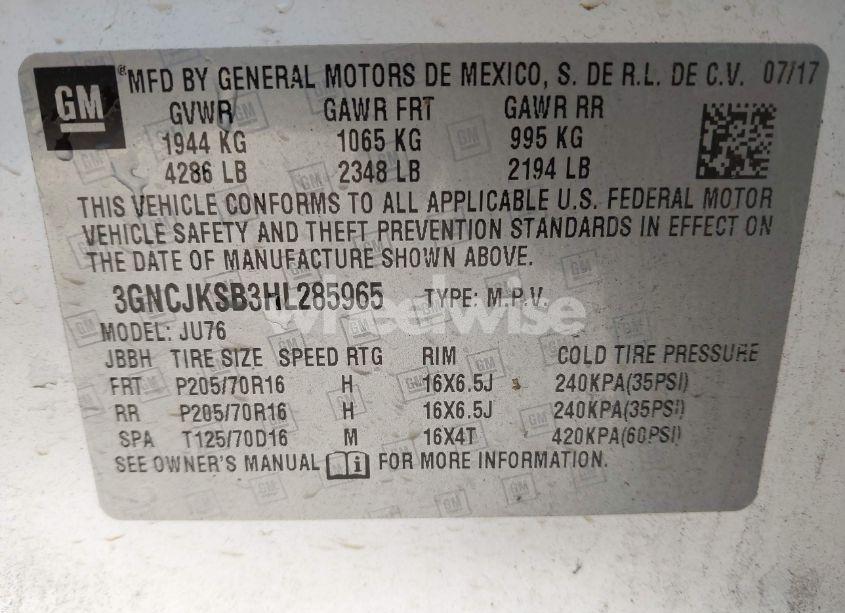 GM
® MFD BY GENERAL MOTORS DE MEXICO, S. DE R.L. DE C.V. 07/17
GVWR GAWR FRT GAWR RR
1944 KG 1065 KG 995 KG
4286 LB 2348 LB 2194 LB
THIS VEHICLE CONFORMS TO ALL APPLICABLE U.S. FEDERAL MOTOR
VEHICLE SAFETY AND THEFT PREVENTION STANDARDS IN EFFECT ON
THE DATE OF MANUFACTURE SHOWN ABOVE.
3GNCJKSB3HL285965 TYPE: M.P.V.
wheelwise
MODEL: JU76
JBBH TIRE SIZE SPEED RTG RIM COLD TIRE PRESSURE
FRT P205/70R16 H 16X6.5J 240KPA(35PSI)
RR P205/70R16 H 16X6.5J 240KPA(35PSI)
SPA T125/70D16 M 16X4T 420KPA(60PSI)
SEE OWNER'S MANUAL i FOR MORE INFORMATION.